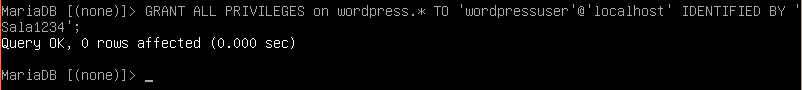 MariaDB [(none)]> GRANT ALL PRIVILEGES on wordpress.* TO 'wordpressuser'@'localhost' IDENTIFIED BY '
Sala1234';
Query OK, 0 rows affected (0.000 sec)
MariaDB [(none)]> _